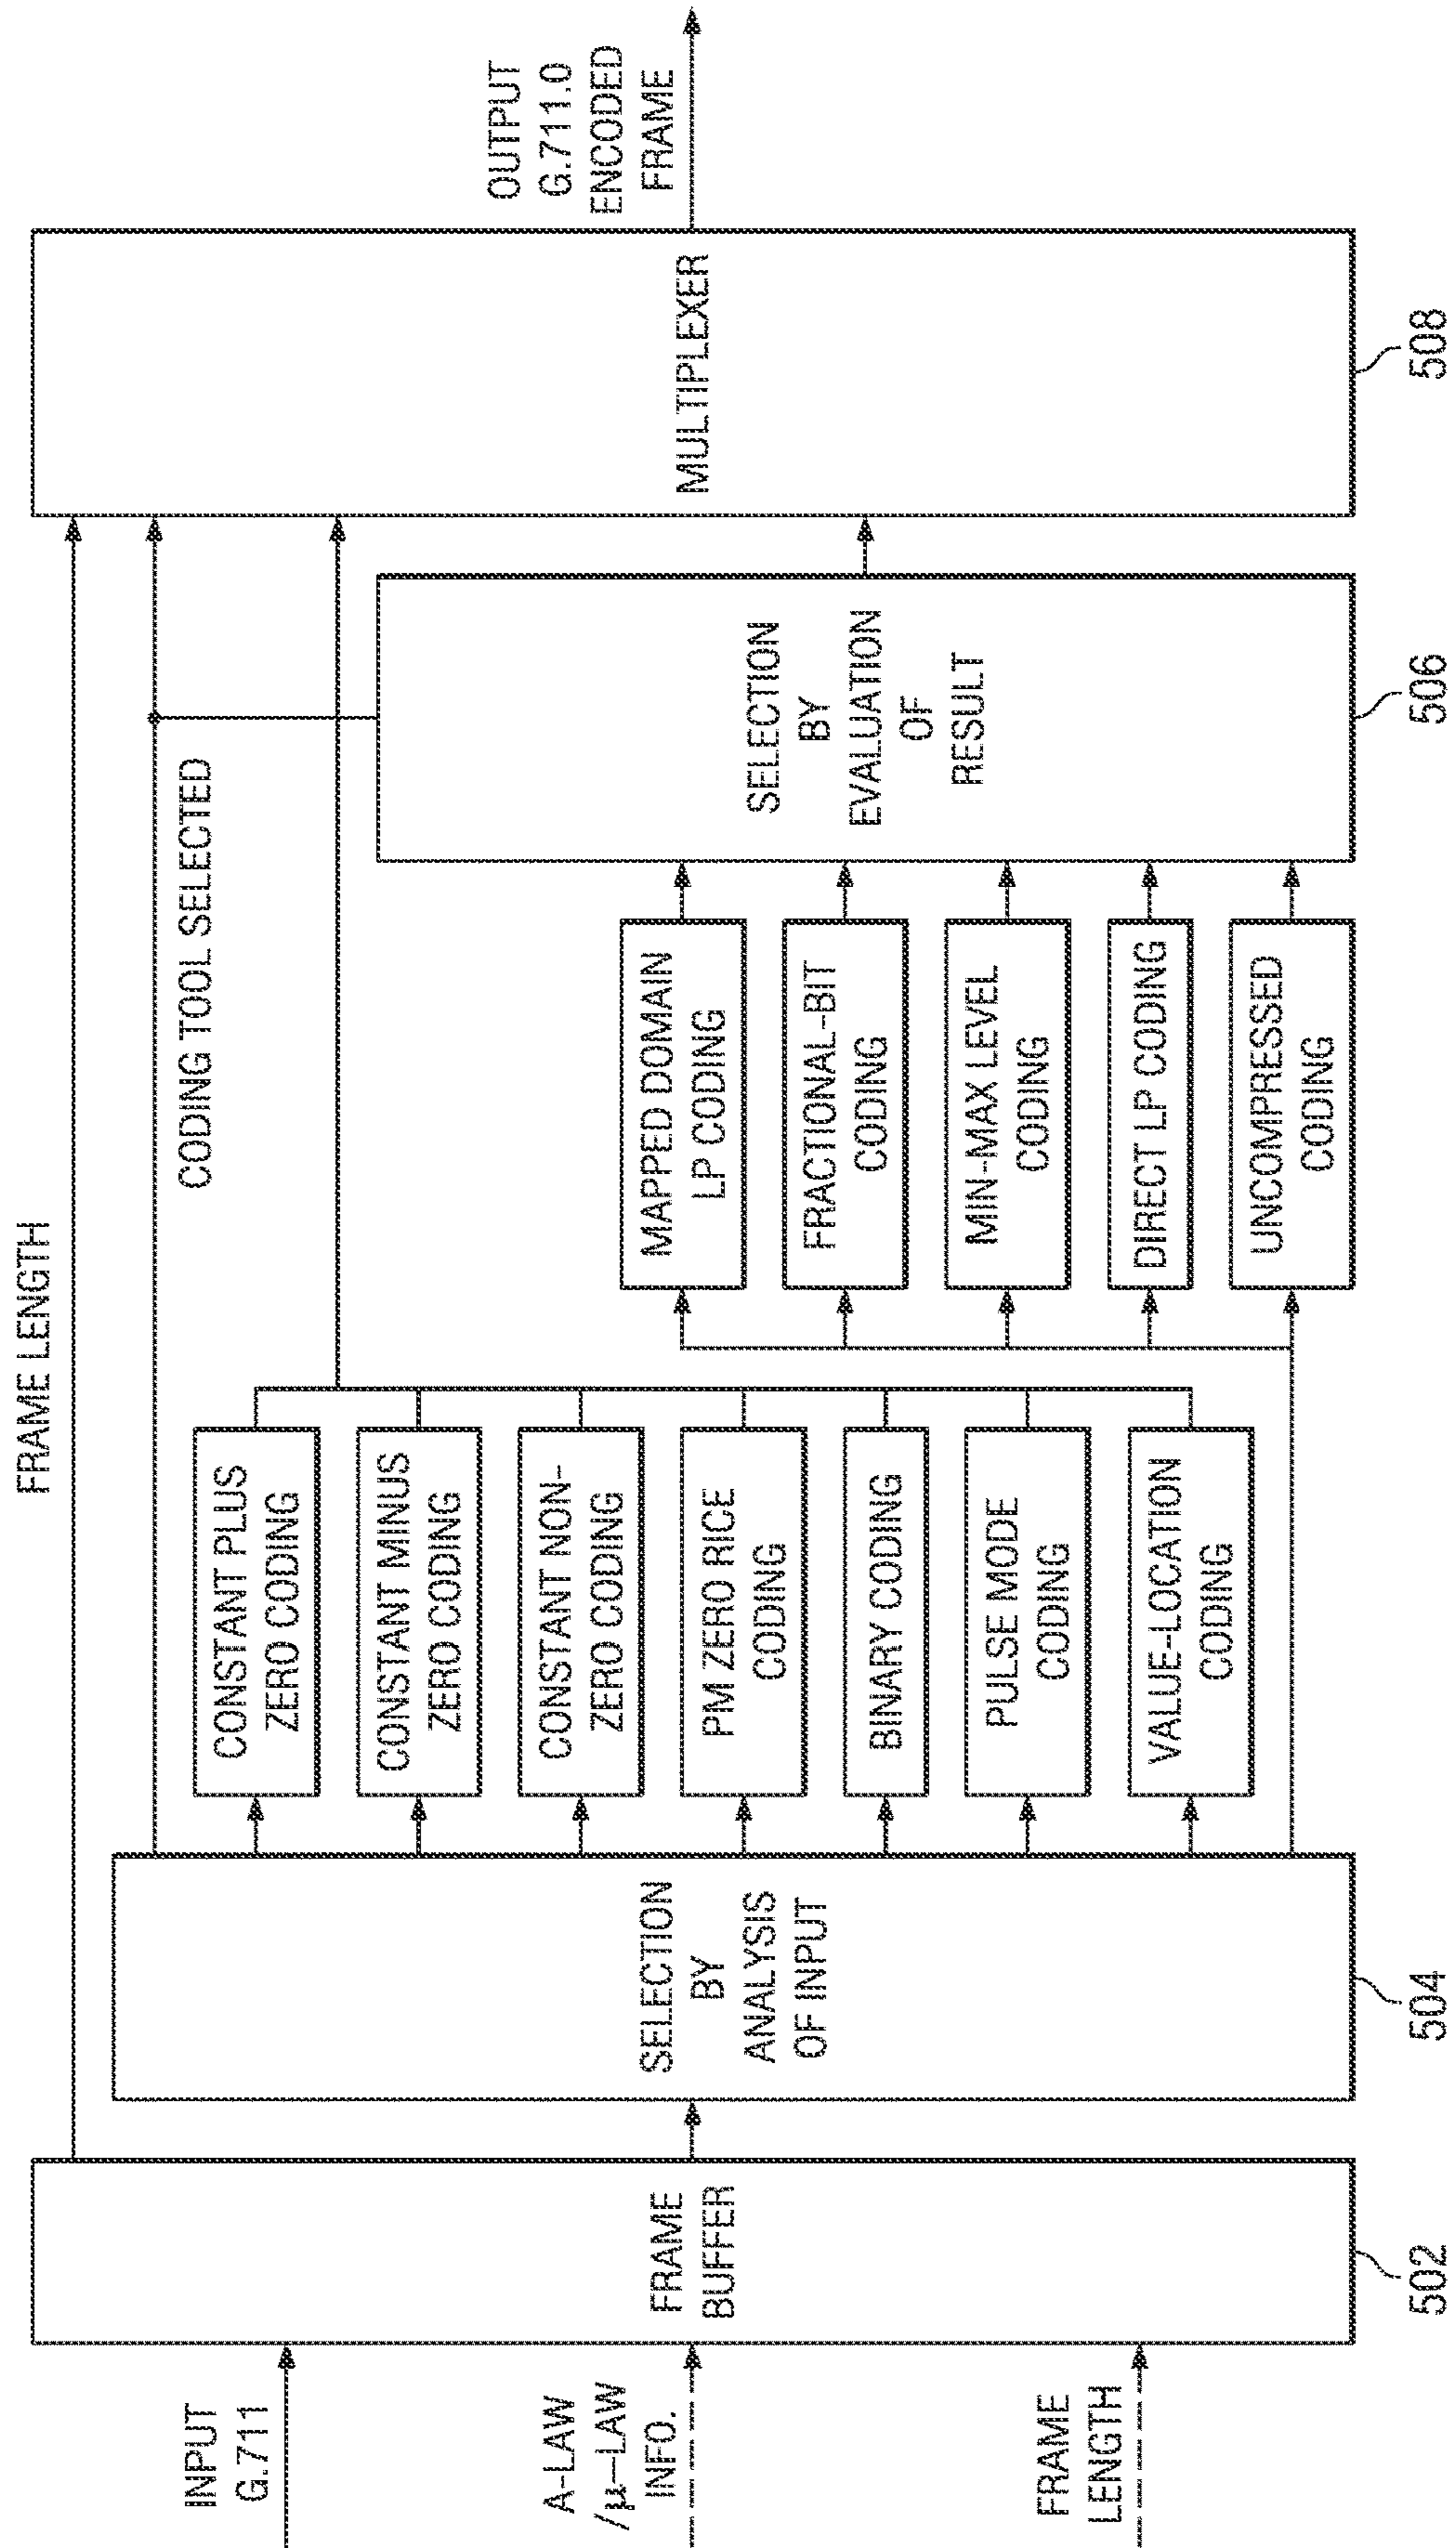 FRAME LENGTH
CODING TOOL SELECTED
INPUT
G.711
A-LAW
/μ-LAW
INFO.
FRAME
LENGTH
FRAME
BUFFER
502
SELECTION
BY
ANALYSIS
OF INPUT
504
CONSTANT PLUS
ZERO CODING
CONSTANT MINUS
ZERO CODING
CONSTANT NON-
ZERO CODING
PM ZERO RICE
CODING
BINARY CODING
PULSE MODE
CODING
VALUE-LOCATION
CODING
MAPPED DOMAIN
LP CODING
FRACTIONAL-BIT
CODING
MIN-MAX LEVEL
CODING
DIRECT LP CODING
UNCOMPRESSED
CODING
SELECTION
BY
EVALUATION
OF
RESULT
506
MULTIPLEXER
508
OUTPUT
G.711.0
ENCODED
FRAME